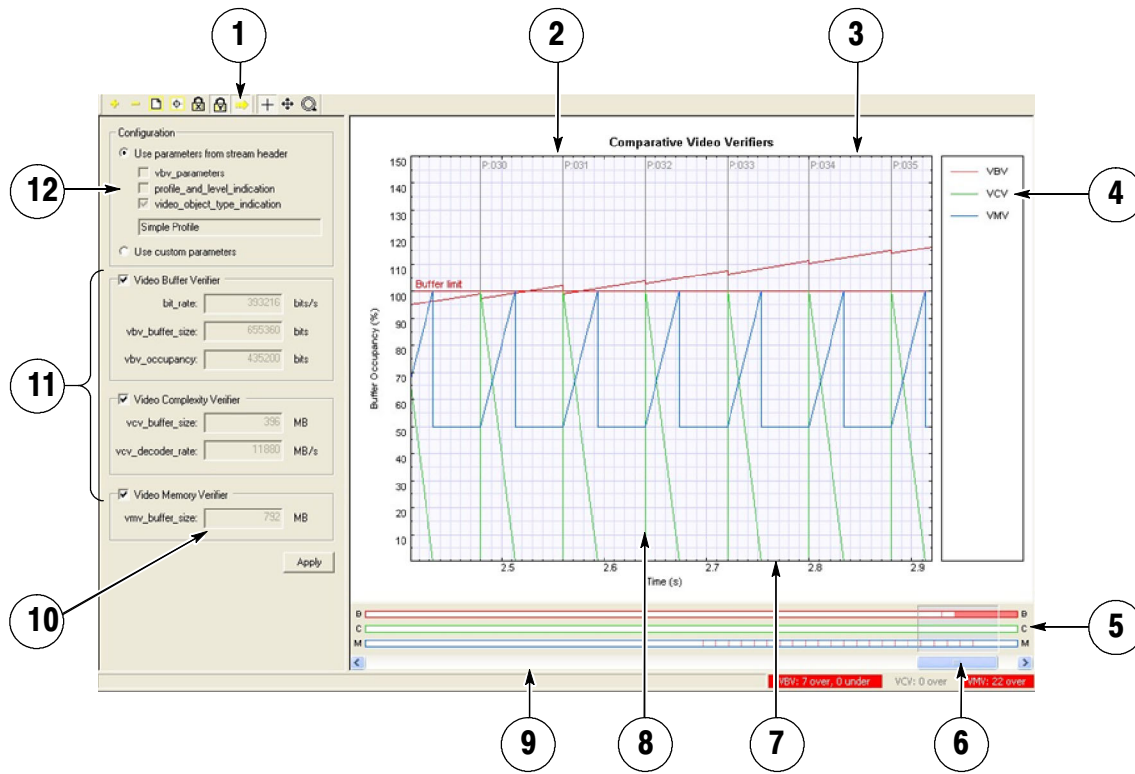 1
2
3
12
4
11
5
10
9
8
7
6
Configuration
Use parameters from stream header
vbv_parameters
profile_and_level_indication
video_object_type_indication
Simple Profile
Use custom parameters
Video Buffer Verifier
bit_rate: 393216 bits/s
vbv_buffer_size: 655360 bits
vbv_occupancy: 435200 bits
Video Complexity Verifier
vcv_buffer_size: 396 MB
vcv_decoder_rate: 11880 MB/s
Video Memory Verifier
vmv_buffer_size: 792 MB
Apply
Comparative Video Verifiers
P:030 P:031 P:032 P:033 P:034 P:035
150
140
130
120
110
100
90
80
70
60
50
40
30
20
10
Buffer Occupancy (%)
Buffer limit
2.5 2.6 2.7 2.8 2.9
Time (s)
VBV
VCV
VMV
B B
C C
M M
VBV: 7 over, 0 under VCV: 0 over VMV: 22 over